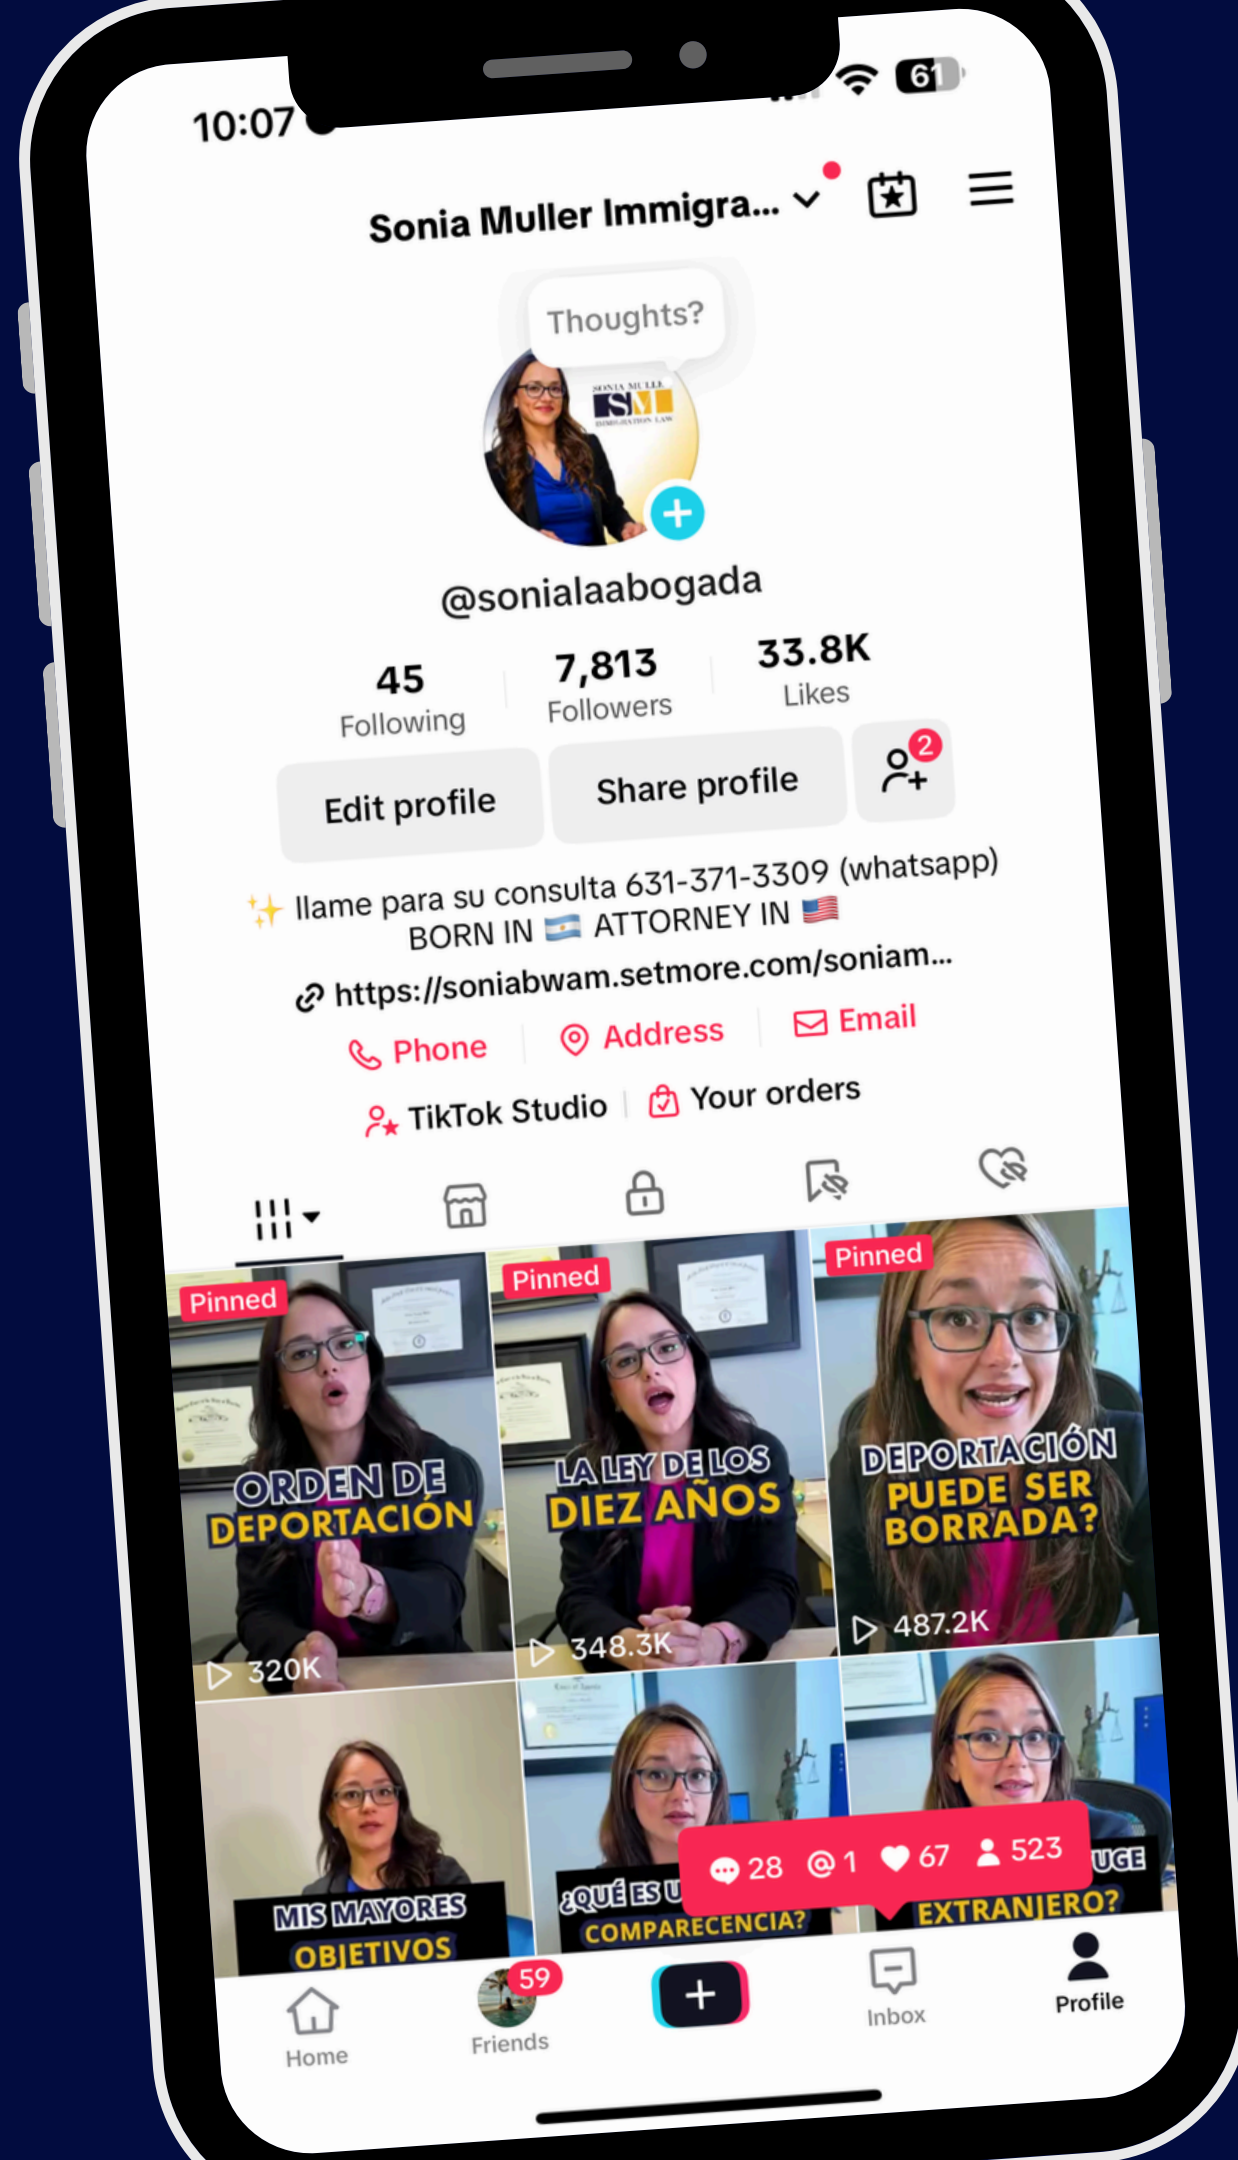 10:07
61
Sonia Muller Immigra...
Thoughts?
SM
IMMIGRATION LAW
@sonialaabogada
45 7,813 33.8K
Following Followers Likes
Edit profile Share profile 2
✨ llame para su consulta 631-371-3309 (whatsapp)
BORN IN 🇦🇷 ATTORNEY IN 🇺🇸
https://soniabwam.setmore.com/soniam...
Phone Address Email
TikTok Studio Your orders
Pinned
ORDEN DE
DEPORTACIÓN
320K
Pinned
LA LEY DE LOS
DIEZ AÑOS
348.3K
Pinned
DEPORTACIÓN
PUEDE SER
BORRADA?
487.2K
MIS MAYORES
OBJETIVOS
¿QUÉ ES U
COMPARECENCIA?
UGE
EXTRANJERO?
28 @ 1 67 523
Home
59
Friends
Inbox
Profile